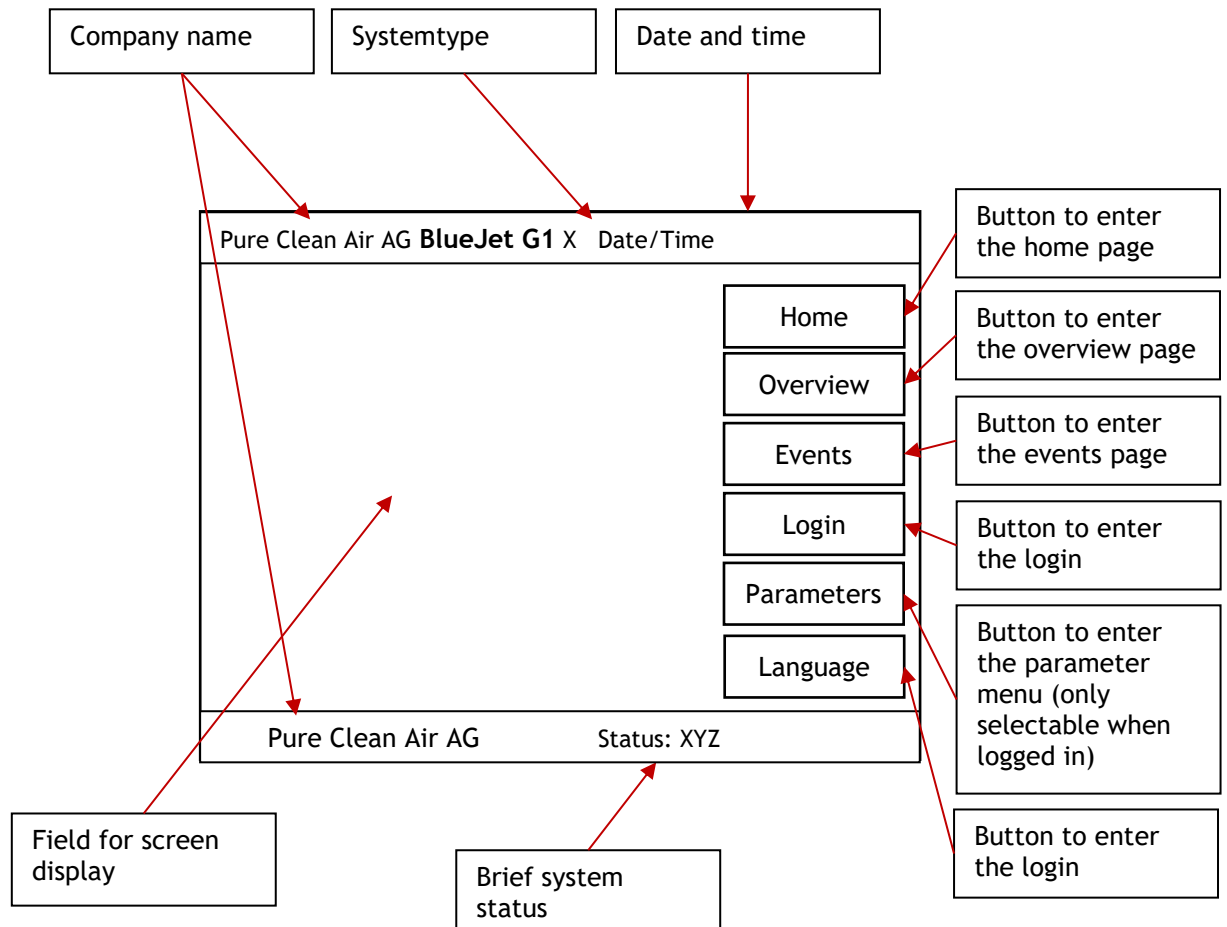 Company name
Systemtype
Date and time
Pure Clean Air AG BlueJet G1 X Date/Time
Home
Overview
Events
Login
Parameters
Language
Pure Clean Air AG
Status: XYZ
Button to enter
the home page
Button to enter
the overview page
Button to enter
the events page
Button to enter
the login
Button to enter
the parameter
menu (only
selectable when
logged in)
Button to enter
the login
Field for screen
display
Brief system
status